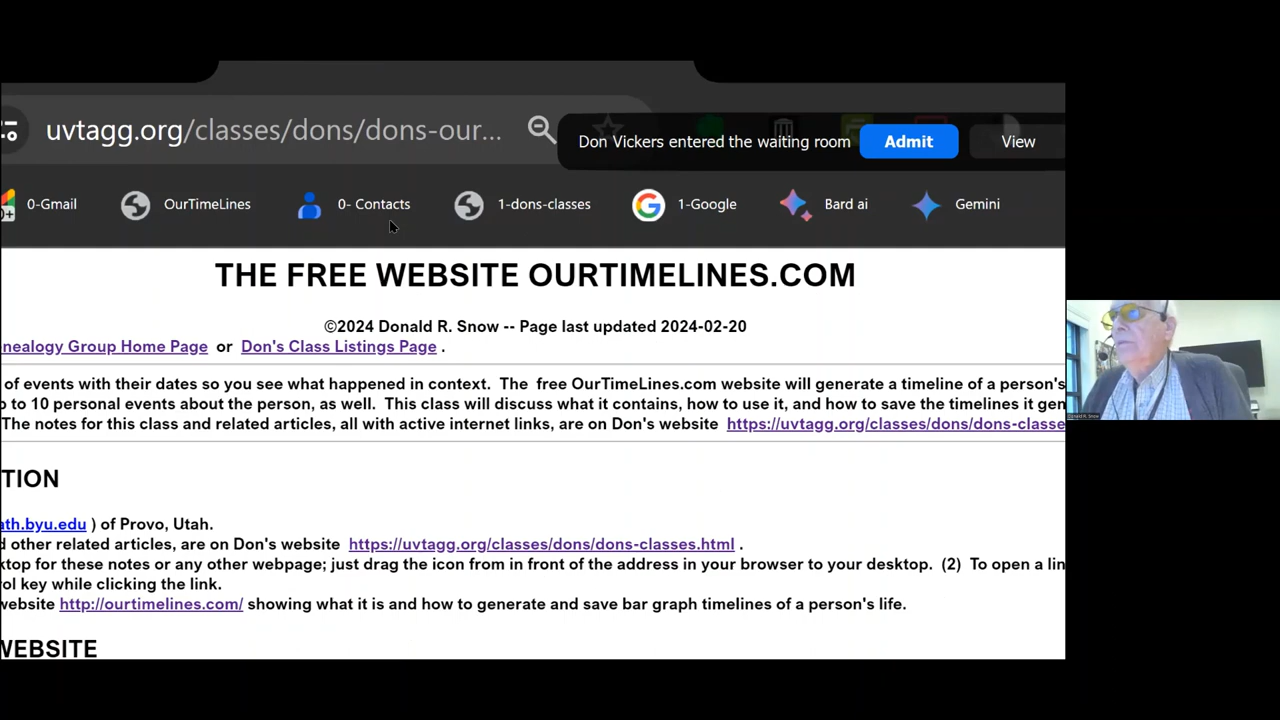 uvtagg.org/classes/dons/dons-our...
Don Vickers entered the waiting room
Admit
View
0-Gmail
OurTimeLines
0- Contacts
1-dons-classes
1-Google
Bard ai
Gemini
THE FREE WEBSITE OURTIMELINES.COM
©2024 Donald R. Snow -- Page last updated 2024-02-20
nealogy Group Home Page or Don's Class Listings Page .
of events with their dates so you see what happened in context. The free OurTimeLines.com website will generate a timeline of a person's
o to 10 personal events about the person, as well. This class will discuss what it contains, how to use it, and how to save the timelines it gen
The notes for this class and related articles, all with active internet links, are on Don's website https://uvtagg.org/classes/dons/dons-classe
TION
ath.byu.edu ) of Provo, Utah.
d other related articles, are on Don's website https://uvtagg.org/classes/dons/dons-classes.html .
ktop for these notes or any other webpage; just drag the icon from in front of the address in your browser to your desktop. (2) To open a lin
ol key while clicking the link.
website http://ourtimelines.com/ showing what it is and how to generate and save bar graph timelines of a person's life.
WEBSITE
Donald R. Snow